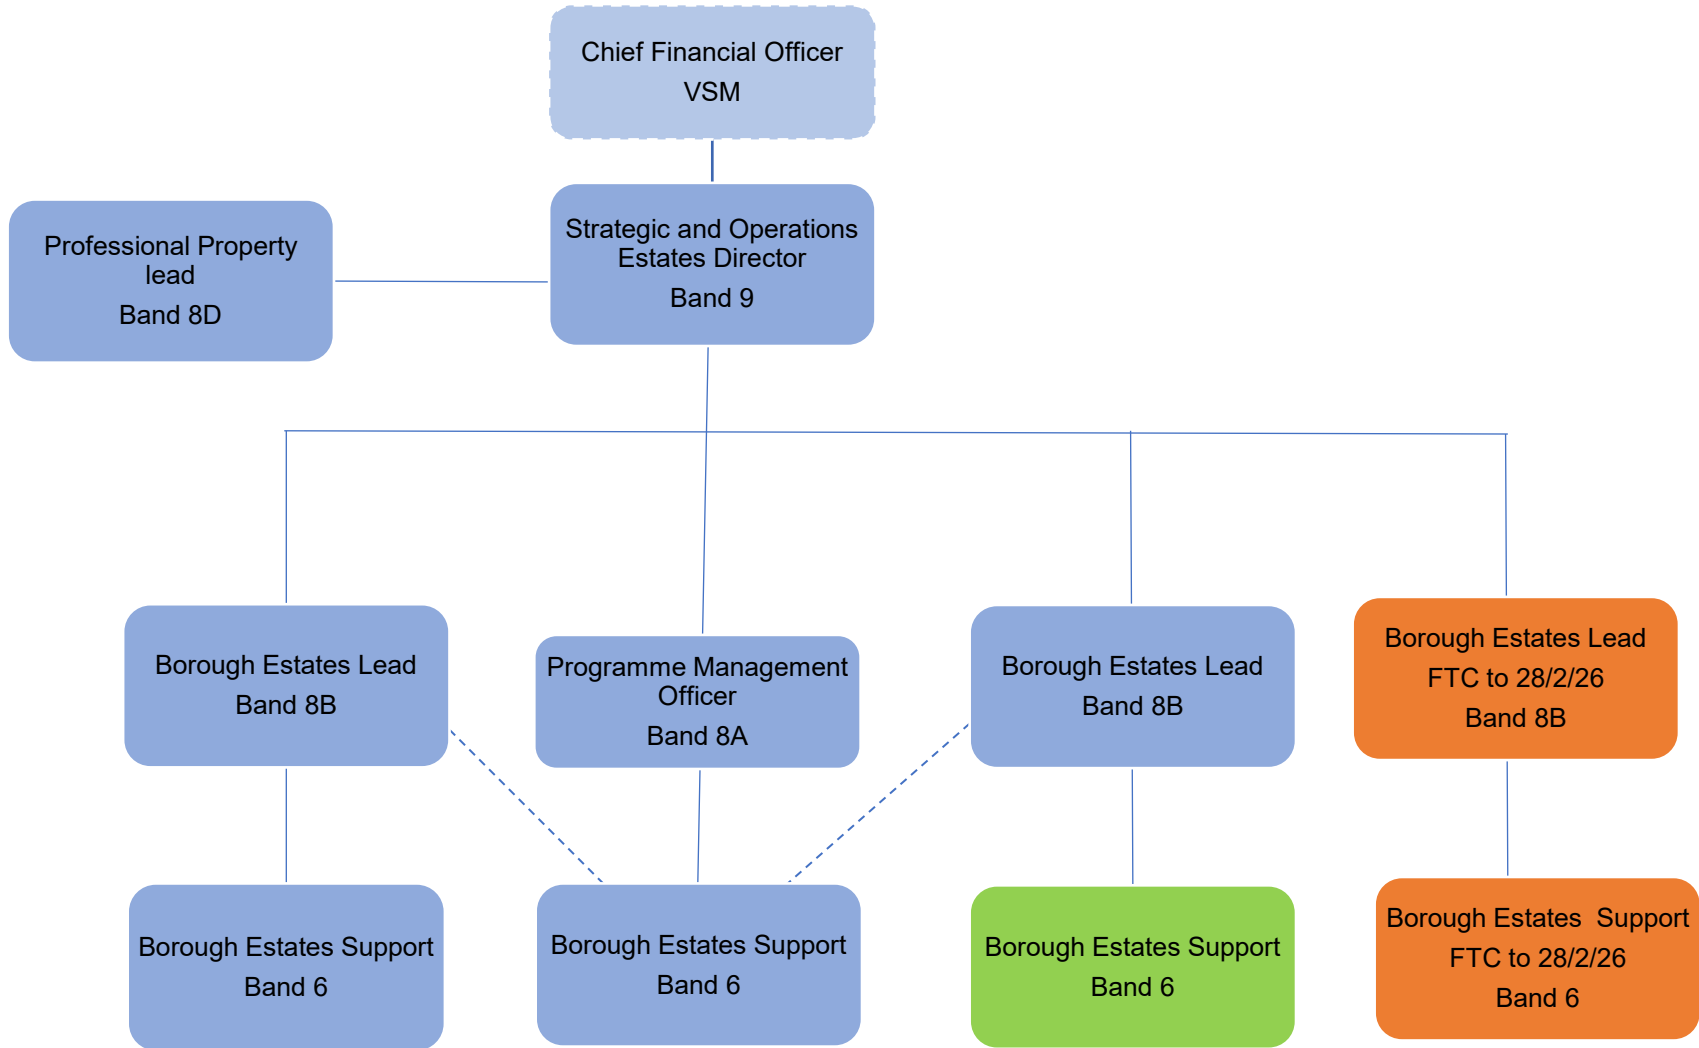 Chief Financial Officer
VSM
Professional Property
lead
Band 8D
Strategic and Operations
Estates Director
Band 9
Borough Estates Lead
Band 8B
Programme Management
Officer
Band 8A
Borough Estates Lead
Band 8B
Borough Estates Lead
FTC to 28/2/26
Band 8B
Borough Estates Support
Band 6
Borough Estates Support
Band 6
Borough Estates Support
Band 6
Borough Estates  Support
FTC to 28/2/26
Band 6